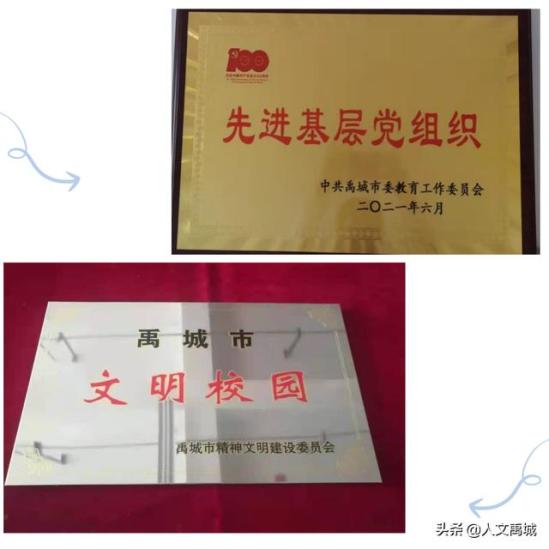 100
先进基层党组织
中共禹城市委教育工作委员会
二〇二一年六月
禹城市
文明校园
禹城市精神文明建设委员会
头条 @人文禹城